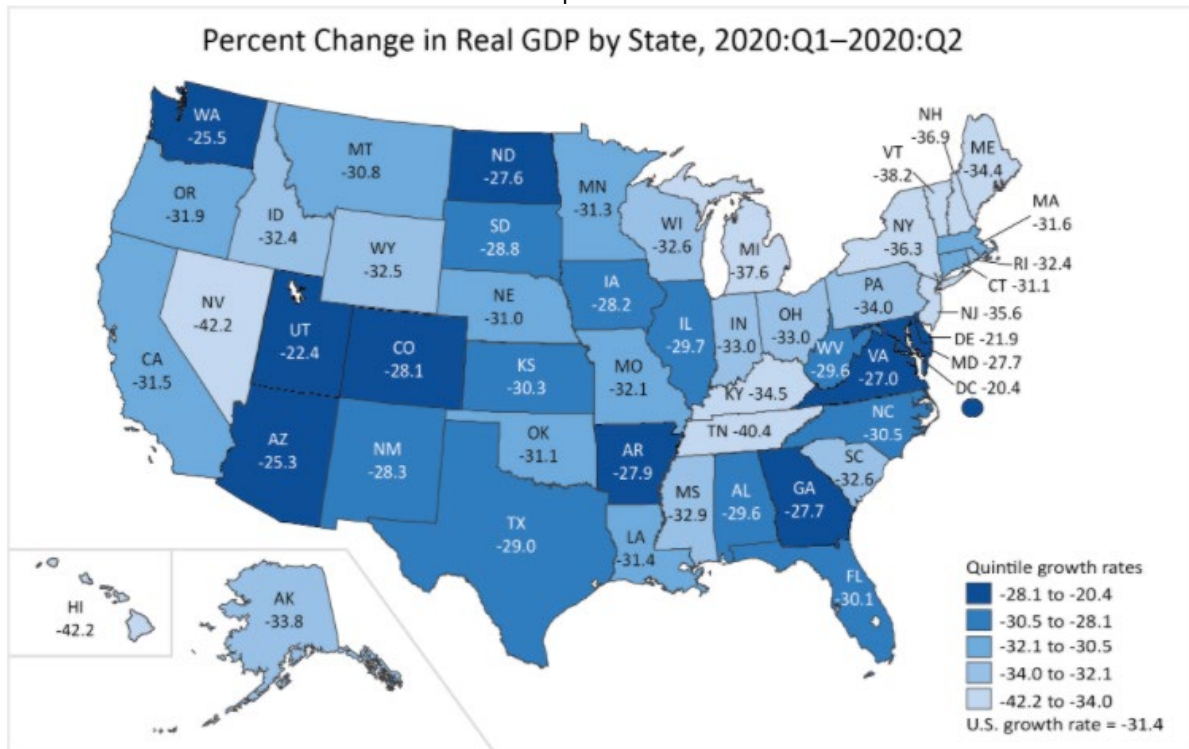 Percent Change in Real GDP by State, 2020:Q1–2020:Q2
WA
-25.5
OR
-31.9
CA
-31.5
ID
-32.4
NV
-42.2
MT
-30.8
WY
-32.5
UT
-22.4
AZ
-25.3
CO
-28.1
NM
-28.3
ND
-27.6
SD
-28.8
NE
-31.0
KS
-30.3
OK
-31.1
TX
-29.0
MN
-31.3
IA
-28.2
MO
-32.1
AR
-27.9
LA
-31.4
WI
-32.6
IL
-29.7
MI
-37.6
IN
-33.0
OH
-33.0
KY -34.5
TN -40.4
MS
-32.9
AL
-29.6
GA
-27.7
FL
-30.1
SC
-32.6
NC
-30.5
VA
-27.0
WV
-29.6
PA
-34.0
NY
-36.3
VT
-38.2
NH
-36.9
ME
-34.4
MA
-31.6
RI -32.4
CT -31.1
NJ -35.6
DE -21.9
MD -27.7
DC -20.4
HI
-42.2
AK
-33.8
Quintile growth rates
-28.1 to -20.4
-30.5 to -28.1
-32.1 to -30.5
-34.0 to -32.1
-42.2 to -34.0
U.S. growth rate = -31.4